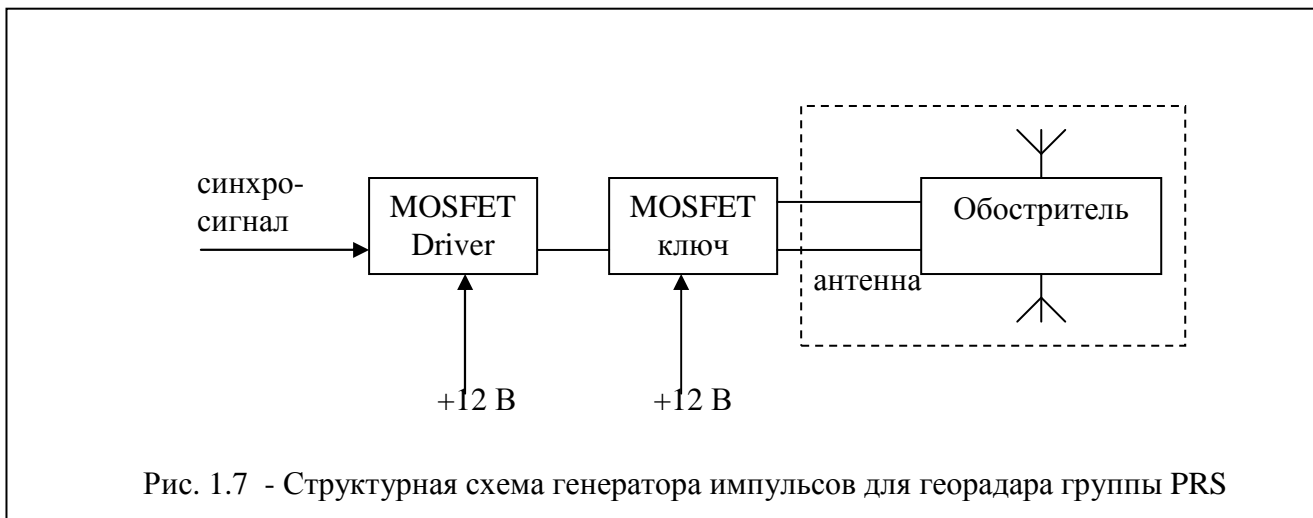 синхро-
сигнал
MOSFET
Driver
MOSFET
ключ
Обостритель
антенна
+12 В
+12 В
Рис. 1.7 - Структурная схема генератора импульсов для георадара группы PRS